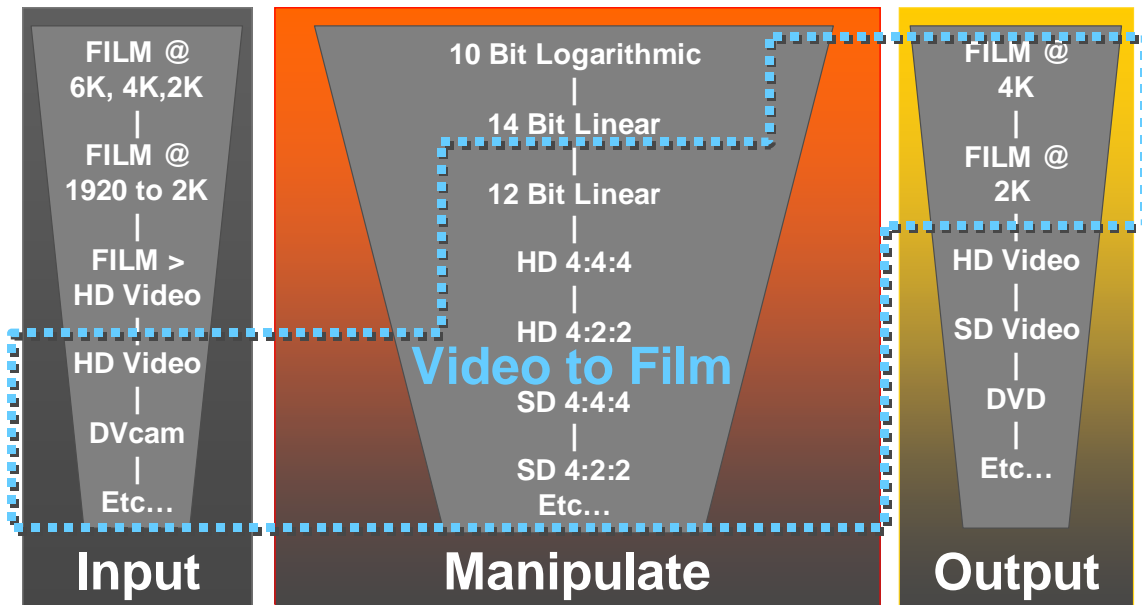 FILM @
6K, 4K,2K
|
FILM @
1920 to 2K
|
FILM >
HD Video
|
HD Video
|
DVcam
|
Etc…
Input
10 Bit Logarithmic
|
14 Bit Linear
|
12 Bit Linear
|
HD 4:4:4
|
HD 4:2:2
Video to Film
SD 4:4:4
|
SD 4:2:2
Etc…
Manipulate
FILM @
4K
|
FILM @
2K
|
HD Video
|
SD Video
|
DVD
|
Etc…
Output